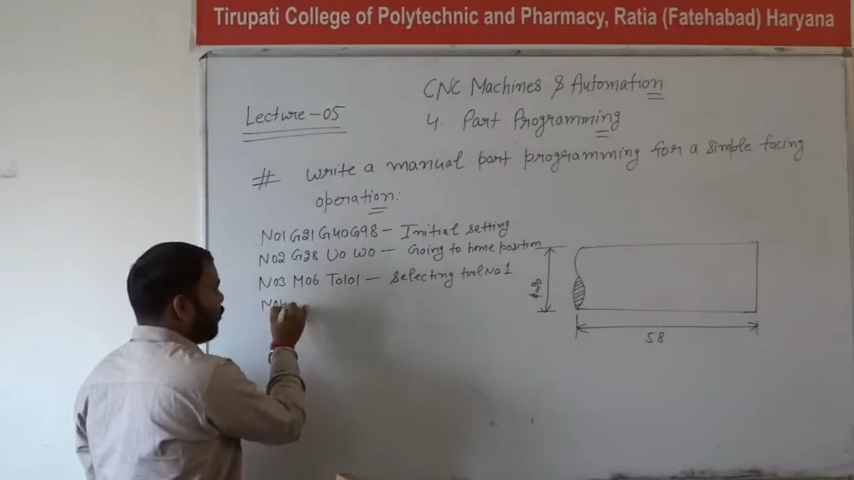 Tirupati College of Polytechnic and Pharmacy, Ratia (Fatehabad) Haryana
CNC Machines & Automation
Lecture-05
4. Part Programming
# Write a manual part programming for a simple facing
operation:
N01 G21 G40 G98 - Initial setting
N02 G28 U0 W0 - Going to home position
N03 M06 T0101 - Selecting tool No 1
N04
58